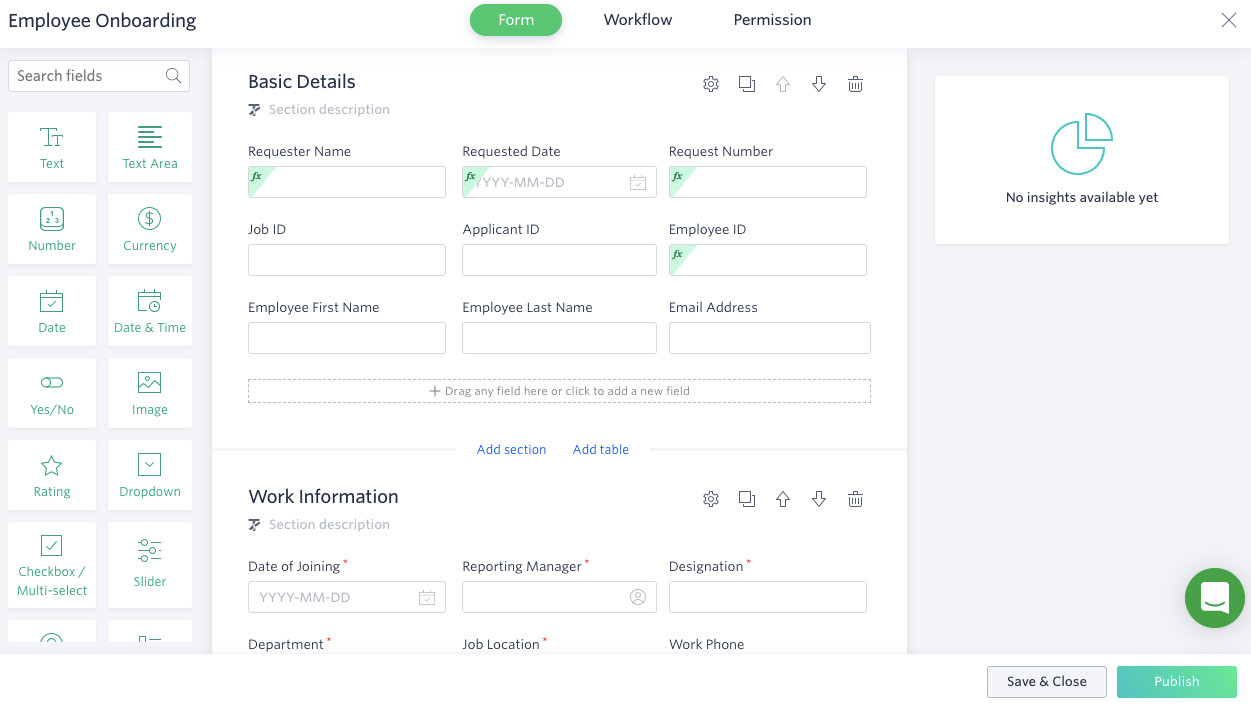 Employee Onboarding
Form
Workflow
Permission
Search fields
Text
Text Area
1
2 3
Number
$
Currency
Date
Date & Time
Yes/No
Image
Rating
Dropdown
Checkbox /
Multi-select
Slider
Basic Details
Section description
Requester Name
Requested Date
Request Number
fx
fx
YYYY-MM-DD
fx
Job ID
Applicant ID
Employee ID
fx
Employee First Name
Employee Last Name
Email Address
+ Drag any field here or click to add a new field
Add section
Add table
Work Information
Section description
Date of Joining *
Reporting Manager *
Designation *
YYYY-MM-DD
Department *
Job Location *
Work Phone
No insights available yet
Save & Close
Publish